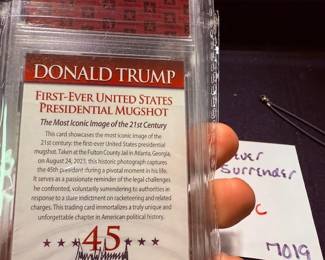 DONALD TRUMP
FIRST-EVER UNITED STATES
PRESIDENTIAL MUGSHOT
The Most Iconic Image of the 21st Century
This card showcases the most iconic image of the
21st century: the first-ever United States presidential
mugshot. Taken at the Fulton County Jail in Atlanta, Georgia,
on August 24, 2023, this historic photograph captures
the 45th president during a pivotal moment in his life.
It serves as a passionate reminder of the legal challenges
he confronted, voluntarily surrendering to authorities in
response to a state indictment on racketeering and related
charges. This trading card immortalizes a truly unique and
unforgettable chapter in American political history.
45
Surrender
C
7019